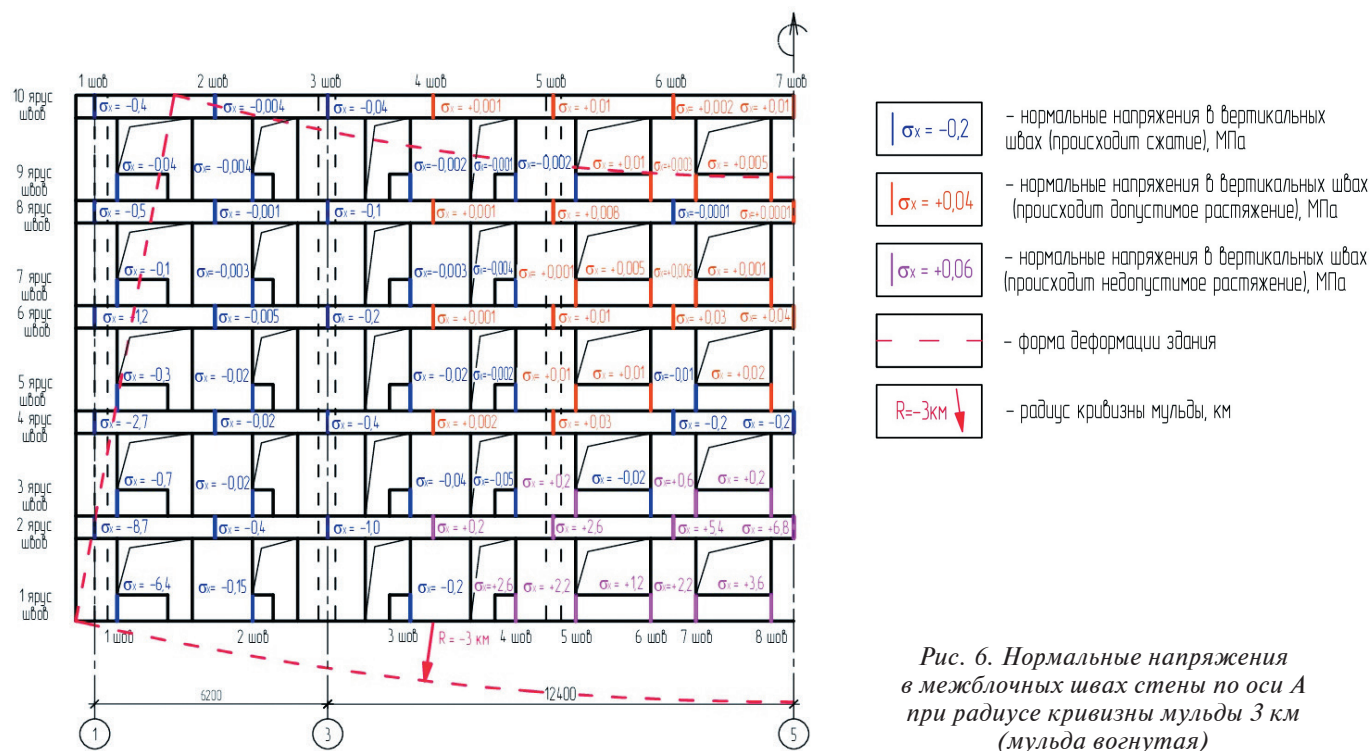 1 шов 2 шов 3 шов 4 шов 5 шов 6 шов 7 шов
10 ярус швов
σx = -0,4 σx = -0,004 σx = -0,04 σx = +0,001 σx = +0,01 σx = +0,002 σx= +0,01
9 ярус швов
σx = -0,04 σx= -0,004 σx=-0,002 σx=-0,001 σx = -0,002 σx = +0,01 σx=+0,003 σx = +0,005
8 ярус швов
σx = -0,5 σx = -0,001 σx = -0,1 σx = +0,001 σx = +0,008 σx = -0,0001 σx= +0,0001
7 ярус швов
σx = -0,1 σx= -0,003 σx=-0,003 σx=-0,004 σx = +0,001 σx = +0,005 σx=+0,006 σx = +0,001
6 ярус швов
σx = -1,2 σx = -0,005 σx = -0,2 σx = +0,001 σx = +0,01 σx = +0,03 σx= +0,04
5 ярус швов
σx = -0,3 σx = -0,02 σx = -0,02 σx=-0,002 σx = +0,01 σx = +0,01 σx=-0,01 σx = +0,02
4 ярус швов
σx = -2,7 σx = -0,02 σx = -0,4 σx = +0,002 σx = +0,03 σx = -0,2 σx = -0,2
3 ярус швов
σx = -0,7 σx = -0,02 σx = -0,04 σx=-0,05 σx = +0,2 σx = -0,02 σx=+0,6 σx = +0,2
2 ярус швов
σx = -8,7 σx = -0,4 σx = -1,0 σx = +0,2 σx = +2,6 σx = +5,4 σx = +6,8
1 ярус швов
σx = -6,4 σx = -0,15 σx = -0,2 σx=+2,6 σx = +2,2 σx = +1,2 σx=+2,2 σx = +3,6
1 шов 2 шов 3 шов 4 шов 5 шов 6 шов 7 шов 8 шов
R = -3 км
6200 12400
1 3 5
σx = -0,2 – нормальные напряжения в вертикальных
швах (происходит сжатие), МПа
σx = +0,04 – нормальные напряжения в вертикальных швах
(происходит допустимое растяжение), МПа
σx = +0,06 – нормальные напряжения в вертикальных швах
(происходит недопустимое растяжение), МПа
– форма деформации здания
R=-3км – радиус кривизны мульды, км
Рис. 6. Нормальные напряжения
в межблочных швах стены по оси А
при радиусе кривизны мульды 3 км
(мульда вогнутая)